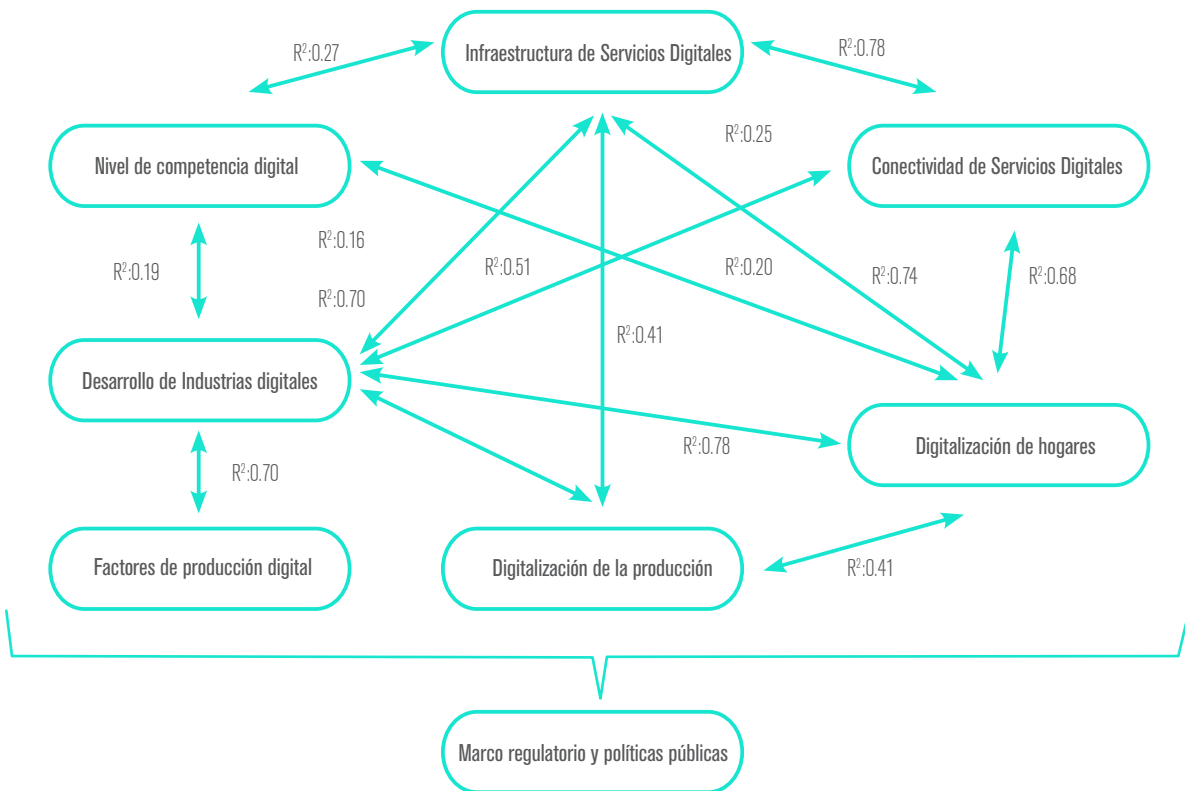 Infraestructura de Servicios Digitales
R²:0.27
R²:0.78
R²:0.25
Nivel de competencia digital
Conectividad de Servicios Digitales
R²:0.16
R²:0.19
R²:0.51
R²:0.20
R²:0.74
R²:0.68
R²:0.70
R²:0.41
Desarrollo de Industrias digitales
R²:0.78
Digitalización de hogares
R²:0.70
Factores de producción digital
Digitalización de la producción
R²:0.41
Marco regulatorio y políticas públicas